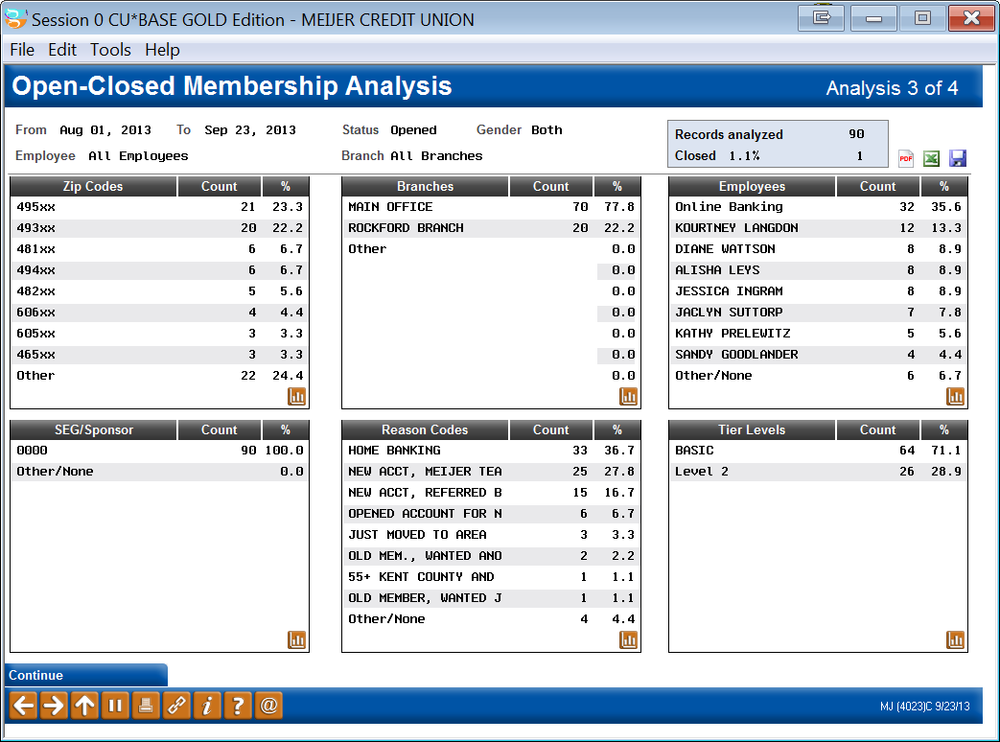 Session 0 CU*BASE GOLD Edition - MEIJER CREDIT UNION
File Edit Tools Help
Open-Closed Membership Analysis Analysis 3 of 4
From Aug 01, 2013 To Sep 23, 2013 Status Opened Gender Both
Employee All Employees Branch All Branches
Records analyzed 90
Closed 1.1% 1
PDF
Zip Codes Count %
495xx 21 23.3
493xx 20 22.2
481xx 6 6.7
494xx 6 6.7
482xx 5 5.6
606xx 4 4.4
605xx 3 3.3
465xx 3 3.3
Other 22 24.4
Branches Count %
MAIN OFFICE 70 77.8
ROCKFORD BRANCH 20 22.2
Other 0.0
0.0
0.0
0.0
0.0
0.0
0.0
Employees Count %
Online Banking 32 35.6
KOURTNEY LANGDON 12 13.3
DIANE WATTSON 8 8.9
ALISHA LEYS 8 8.9
JESSICA INGRAM 8 8.9
JACLYN SUTTORP 7 7.8
KATHY PRELEWITZ 5 5.6
SANDY GOODLANDER 4 4.4
Other/None 6 6.7
SEG/Sponsor Count %
0000 90 100.0
Other/None 0.0
Reason Codes Count %
HOME BANKING 33 36.7
NEW ACCT, MEIJER TEA 25 27.8
NEW ACCT, REFERRED B 15 16.7
OPENED ACCOUNT FOR N 6 6.7
JUST MOVED TO AREA 3 3.3
OLD MEM., WANTED ANO 2 2.2
55+ KENT COUNTY AND 1 1.1
OLD MEMBER, WANTED J 1 1.1
Other/None 4 4.4
Tier Levels Count %
BASIC 64 71.1
Level 2 26 28.9
Continue
i ? @
MJ (4023)C 9/23/13